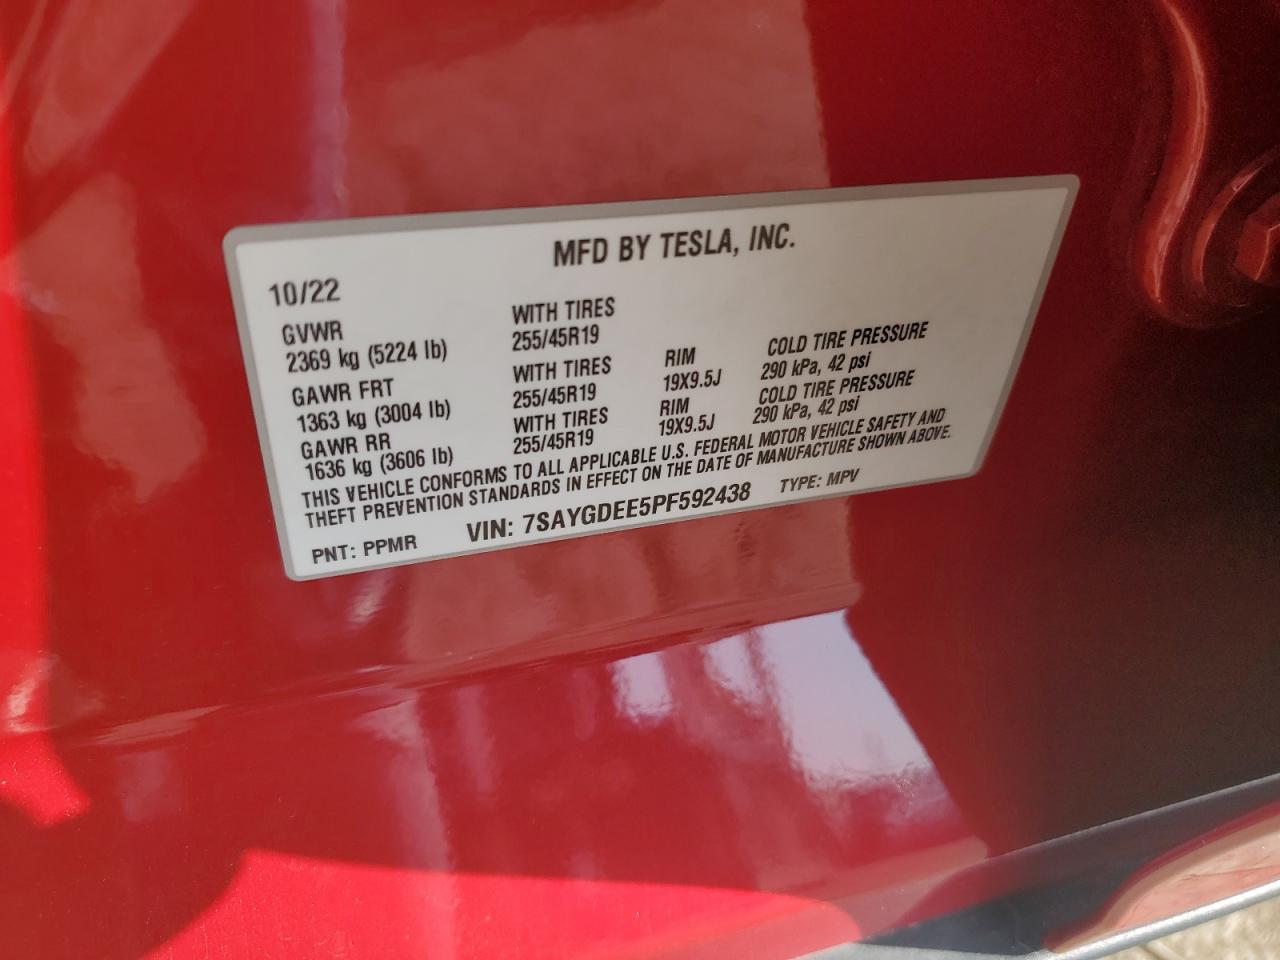 MFD BY TESLA, INC.
10/22
GVWR WITH TIRES
2369 kg (5224 lb) 255/45R19
GAWR FRT WITH TIRES RIM COLD TIRE PRESSURE
1363 kg (3004 lb) 255/45R19 19X9.5J 290 kPa, 42 psi
GAWR RR WITH TIRES RIM COLD TIRE PRESSURE
1636 kg (3606 lb) 255/45R19 19X9.5J 290 kPa, 42 psi
THIS VEHICLE CONFORMS TO ALL APPLICABLE U.S. FEDERAL MOTOR VEHICLE SAFETY AND
THEFT PREVENTION STANDARDS IN EFFECT ON THE DATE OF MANUFACTURE SHOWN ABOVE.
PNT: PPMR VIN: 7SAYGDEE5PF592438 TYPE: MPV